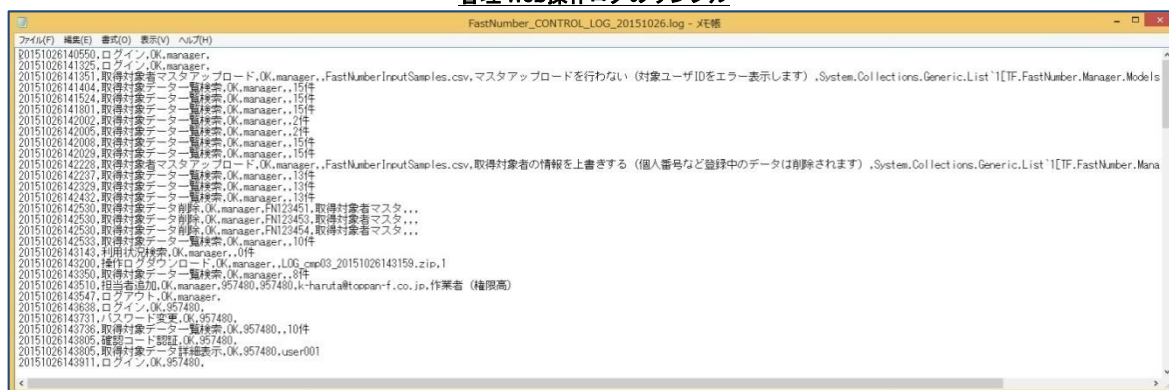 管理 Web操作ログのサンプル
FastNumber_CONTROL_LOG_20151026.log - メモ帳
ファイル(F) 編集(E) 書式(O) 表示(V) ヘルプ(H)
20151026140550,ログイン,OK,manager,
20151026141325,ログイン,OK,manager,
20151026141351,取得対象者マスタアップロード,OK,manager,,FastNumberInputSamples.csv,マスタアップロードを行わない（対象ユーザIDをエラー表示します）,System.Collections.Generic.List`1[TF.FastNumber.Manager.Models
20151026141404,取得対象データ一覧検索,OK,manager,,15件
20151026141524,取得対象データ一覧検索,OK,manager,,15件
20151026141801,取得対象データ一覧検索,OK,manager,,15件
20151026142002,取得対象データ一覧検索,OK,manager,,2件
20151026142005,取得対象データ一覧検索,OK,manager,,2件
20151026142008,取得対象データ一覧検索,OK,manager,,15件
20151026142029,取得対象データ一覧検索,OK,manager,,15件
20151026142228,取得対象者マスタアップロード,OK,manager,,FastNumberInputSamples.csv,取得対象者の情報を上書きする（個人番号など登録中のデータは削除されます）,System.Collections.Generic.List`1[TF.FastNumber.Mana
20151026142237,取得対象データ一覧検索,OK,manager,,13件
20151026142329,取得対象データ一覧検索,OK,manager,,13件
20151026142432,取得対象データ一覧検索,OK,manager,,13件
20151026142530,取得対象データ削除,OK,manager,FN123451,取得対象者マスタ,,,
20151026142530,取得対象データ削除,OK,manager,FN123453,取得対象者マスタ,,,
20151026142530,取得対象データ削除,OK,manager,FN123454,取得対象者マスタ,,,
20151026142533,取得対象データ一覧検索,OK,manager,,10件
20151026143143,利用状況検索,OK,manager,,0件
20151026143200,操作ログダウンロード,OK,manager,,LOG_cmp03_20151026143159.zip,1
20151026143350,取得対象データ一覧検索,OK,manager,,8件
20151026143510,担当者追加,OK,manager,957480,957480,k-haruta@toppan-f.co.jp,作業者（権限高）
20151026143547,ログアウト,OK,manager,
20151026143638,ログイン,OK,957480,
20151026143731,パスワード変更,OK,957480,
20151026143736,取得対象データ一覧検索,OK,957480,,10件
20151026143805,確認コード認証,OK,957480,
20151026143805,取得対象データ詳細表示,OK,957480,user001
20151026143911,ログイン,OK,957480,